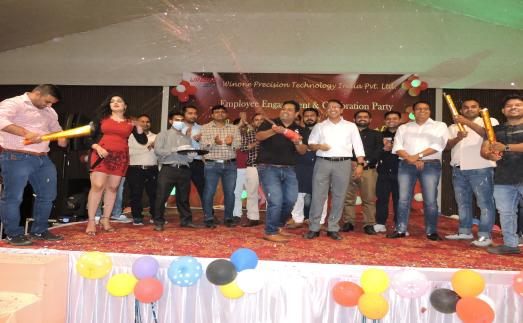 Winone Precision Technology India Pvt. Ltd.
Employee Engagement & Celebration Party